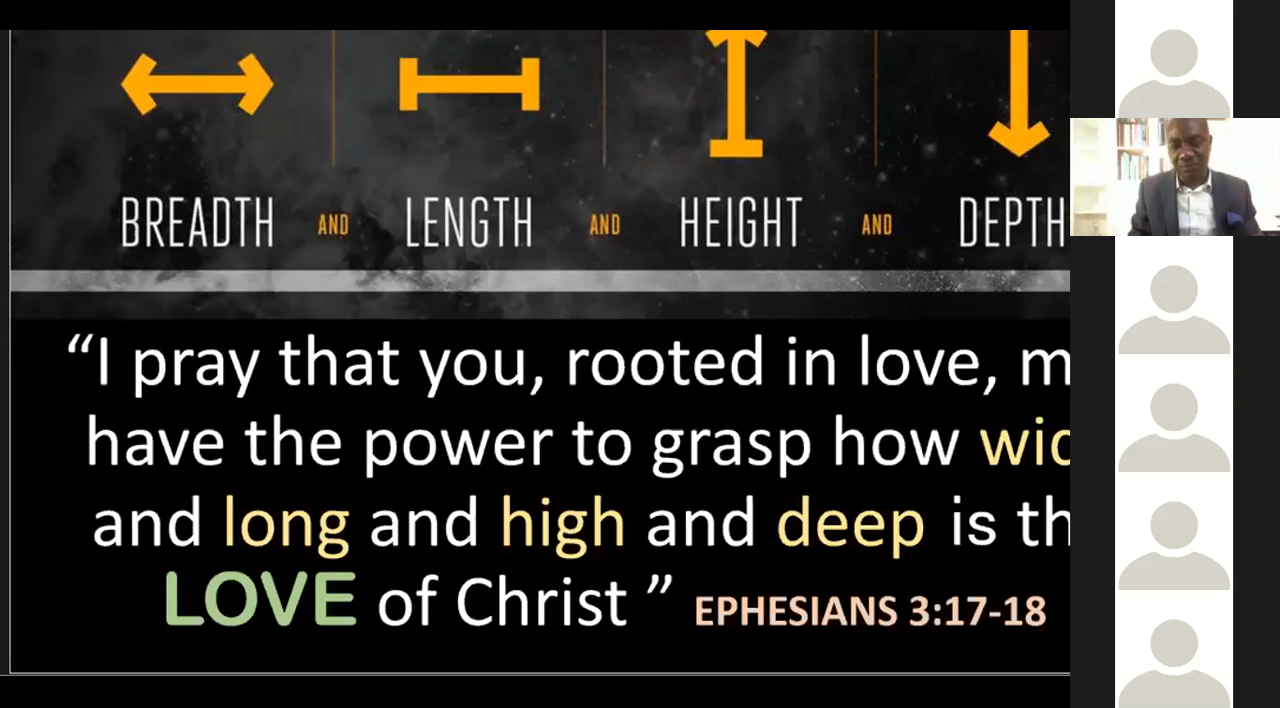 BREADTH AND LENGTH AND HEIGHT AND DEPTH
“I pray that you, rooted in love, m
have the power to grasp how wid
and long and high and deep is th
LOVE of Christ ” EPHESIANS 3:17-18